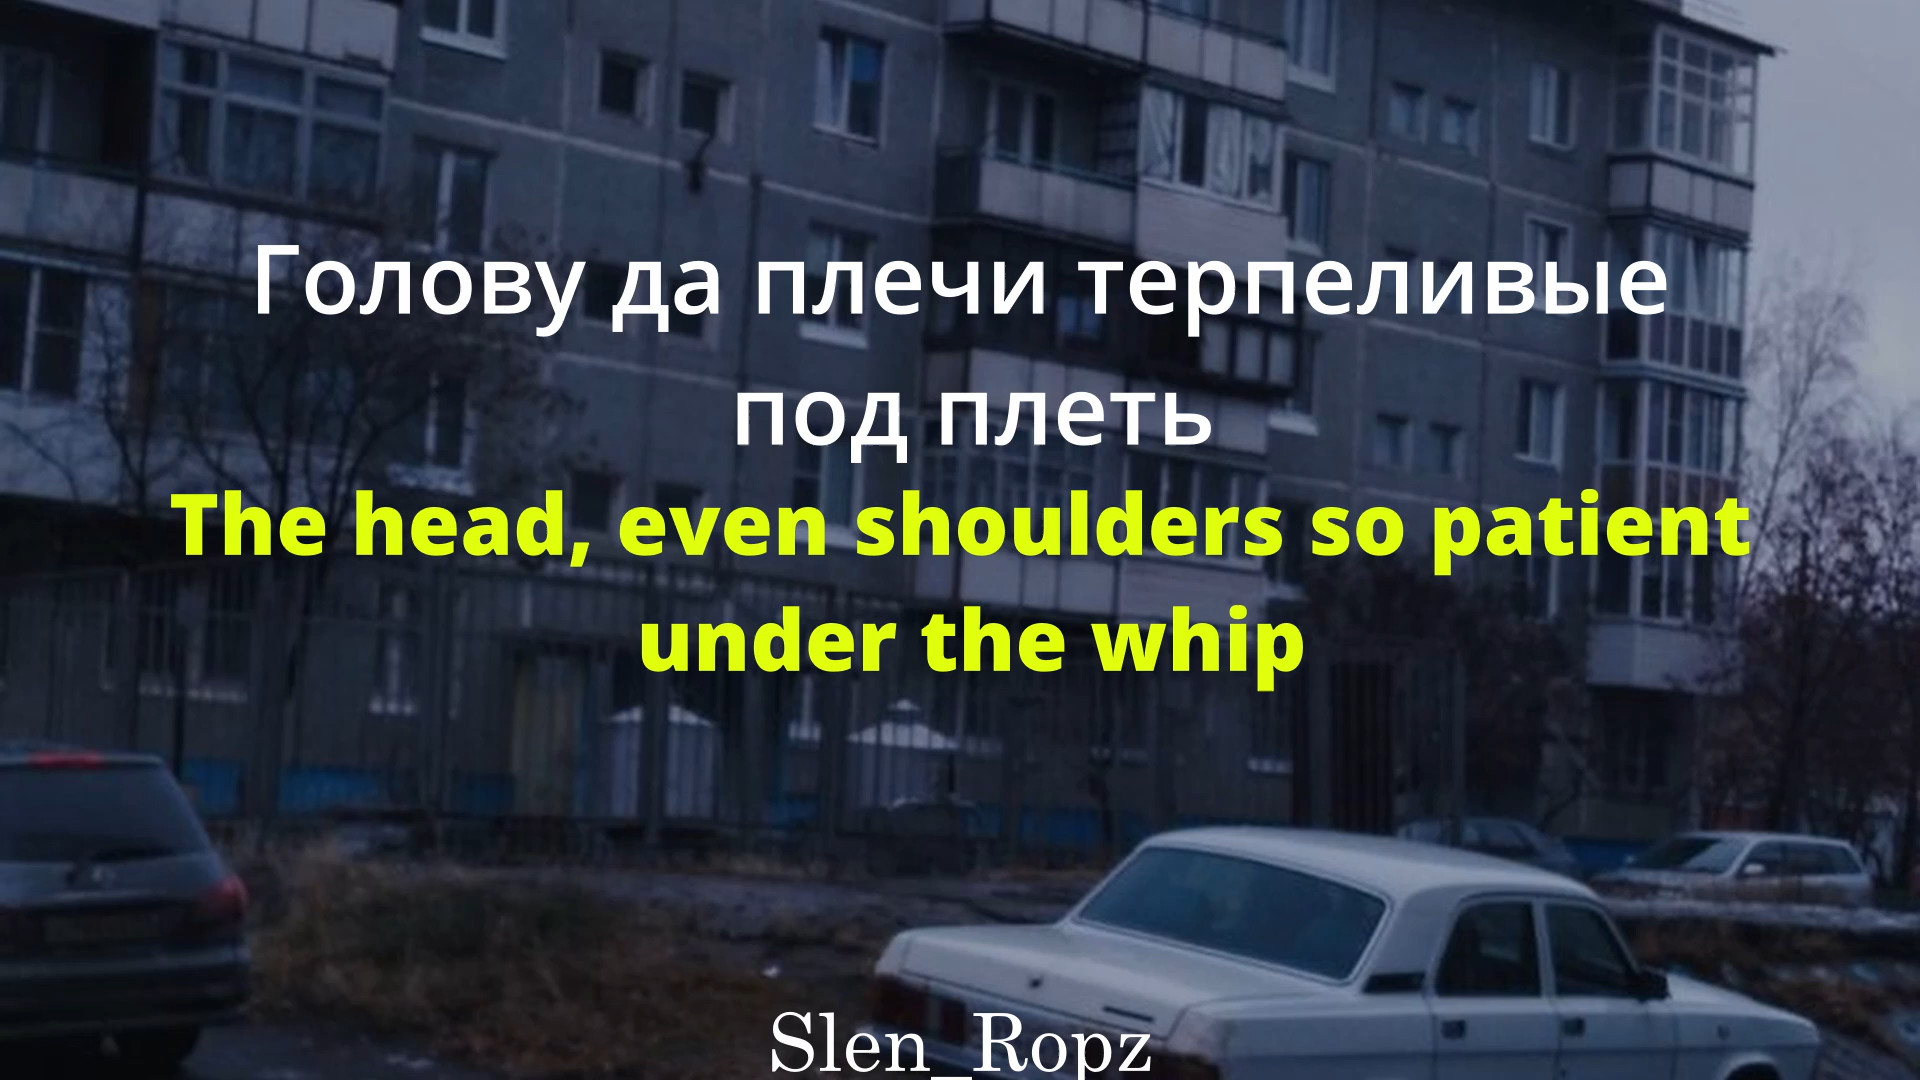 Голову да плечи терпеливые
под плеть
The head, even shoulders so patient
under the whip
Slen_Ropz